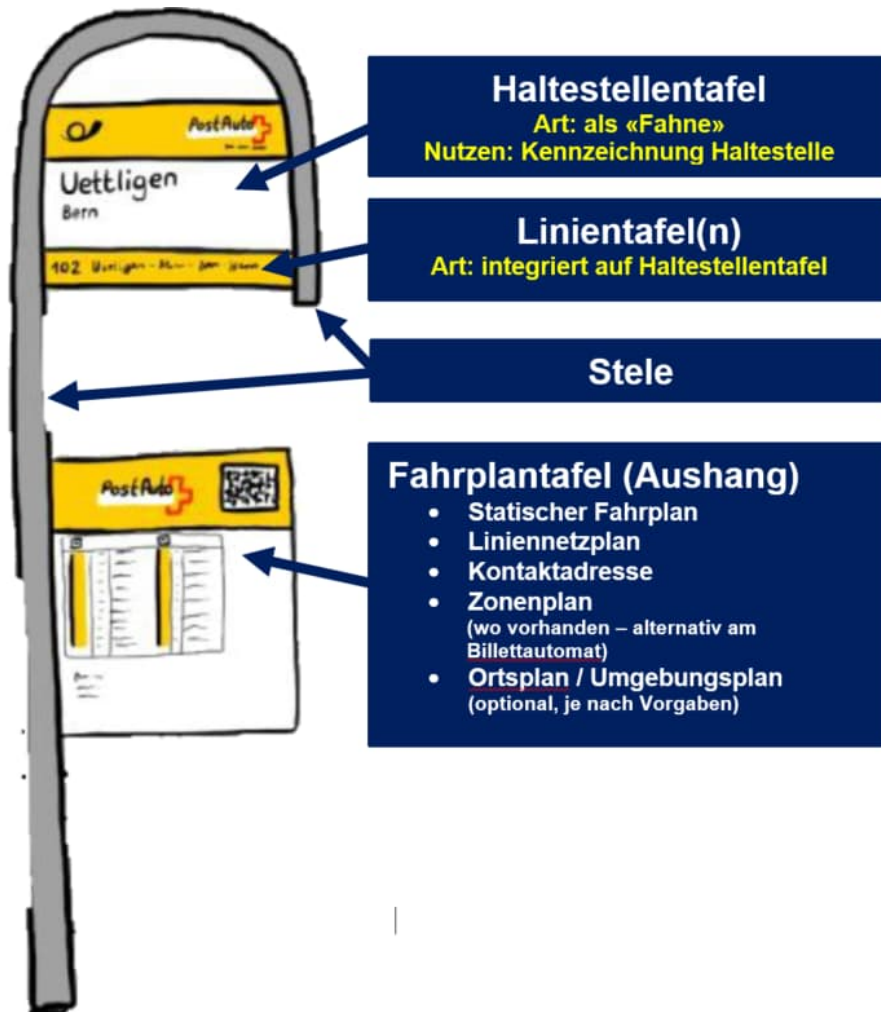 PostAuto
Uettligen
Bern
102
PostAuto
Haltestellentafel
Art: als «Fahne»
Nutzen: Kennzeichnung Haltestelle
Linientafel(n)
Art: integriert auf Haltestellentafel
Stele
Fahrplantafel (Aushang)
• Statischer Fahrplan
• Liniennetzplan
• Kontaktadresse
• Zonenplan
(wo vorhanden – alternativ am
Billettautomat)
• Ortsplan / Umgebungsplan
(optional, je nach Vorgaben)